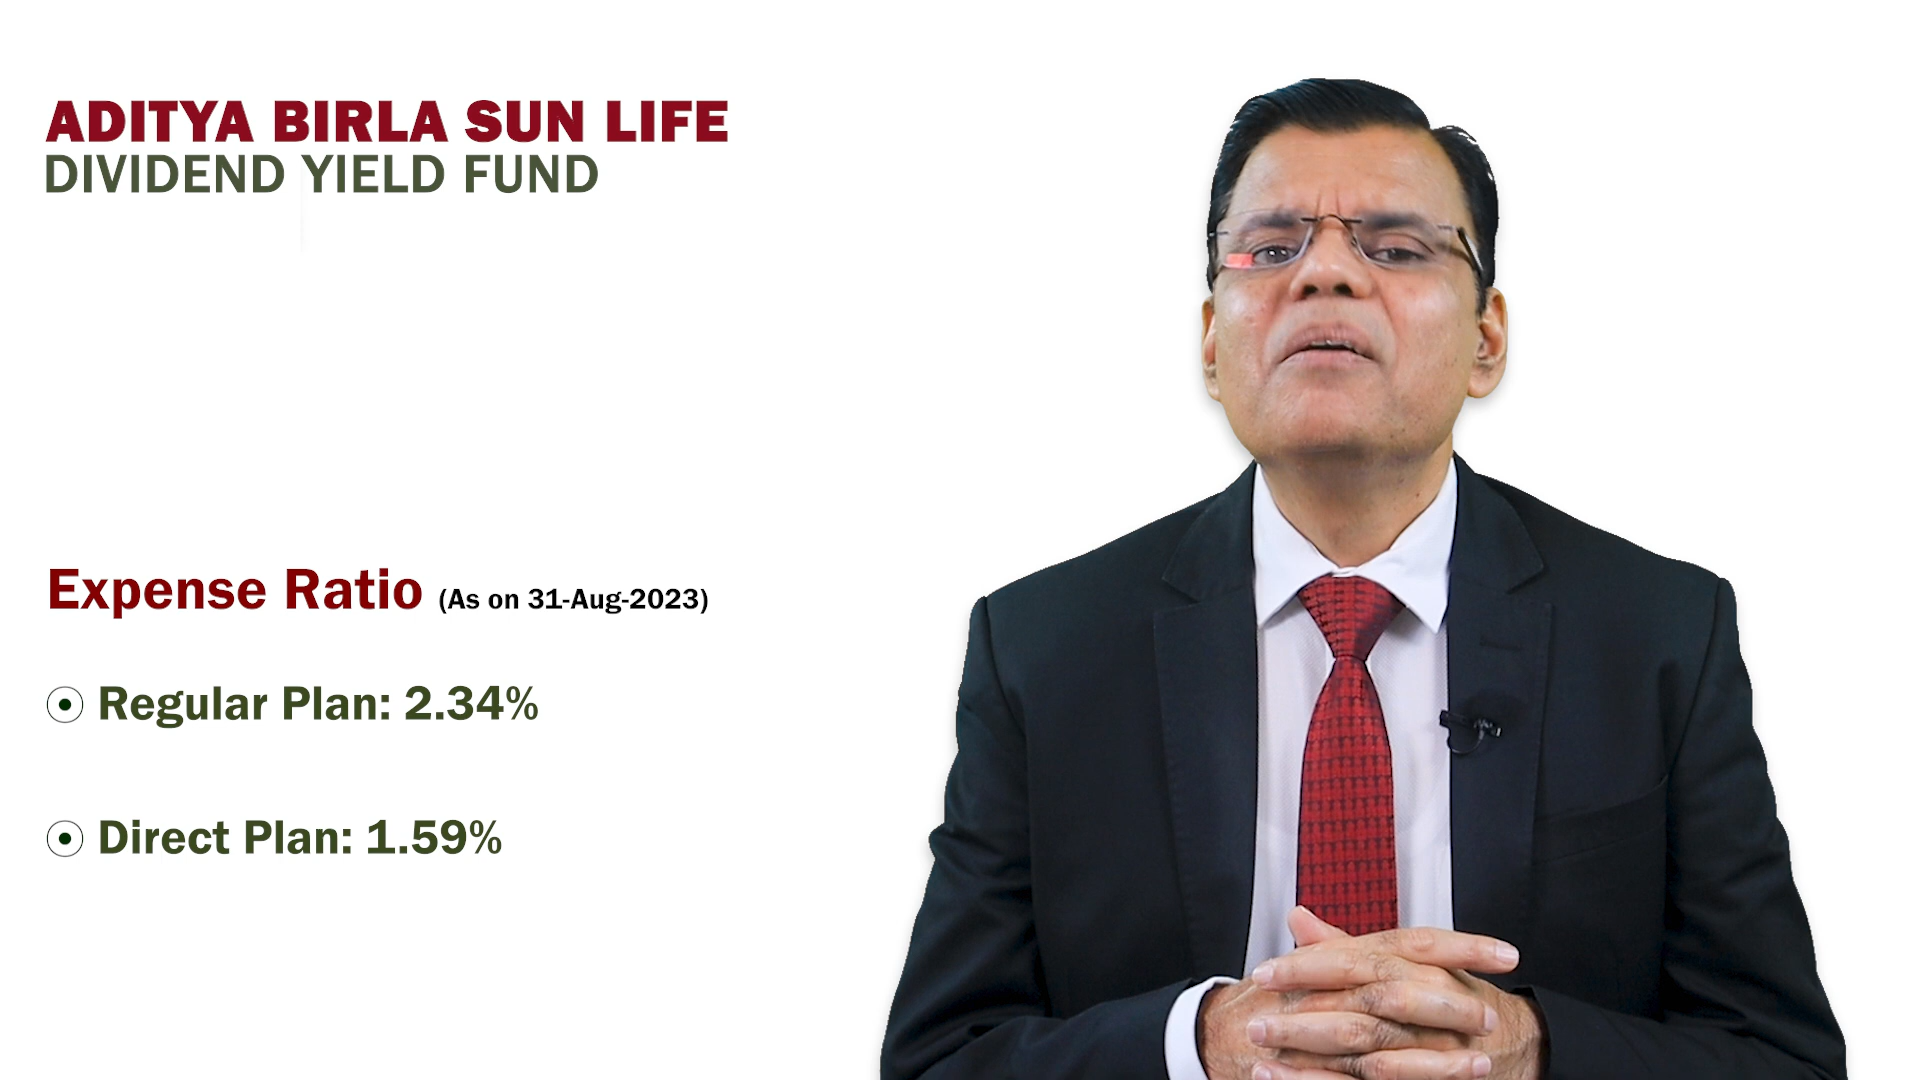 ADITYA BIRLA SUN LIFE
DIVIDEND YIELD FUND
Expense Ratio (As on 31-Aug-2023)
Regular Plan: 2.34%
Direct Plan: 1.59%